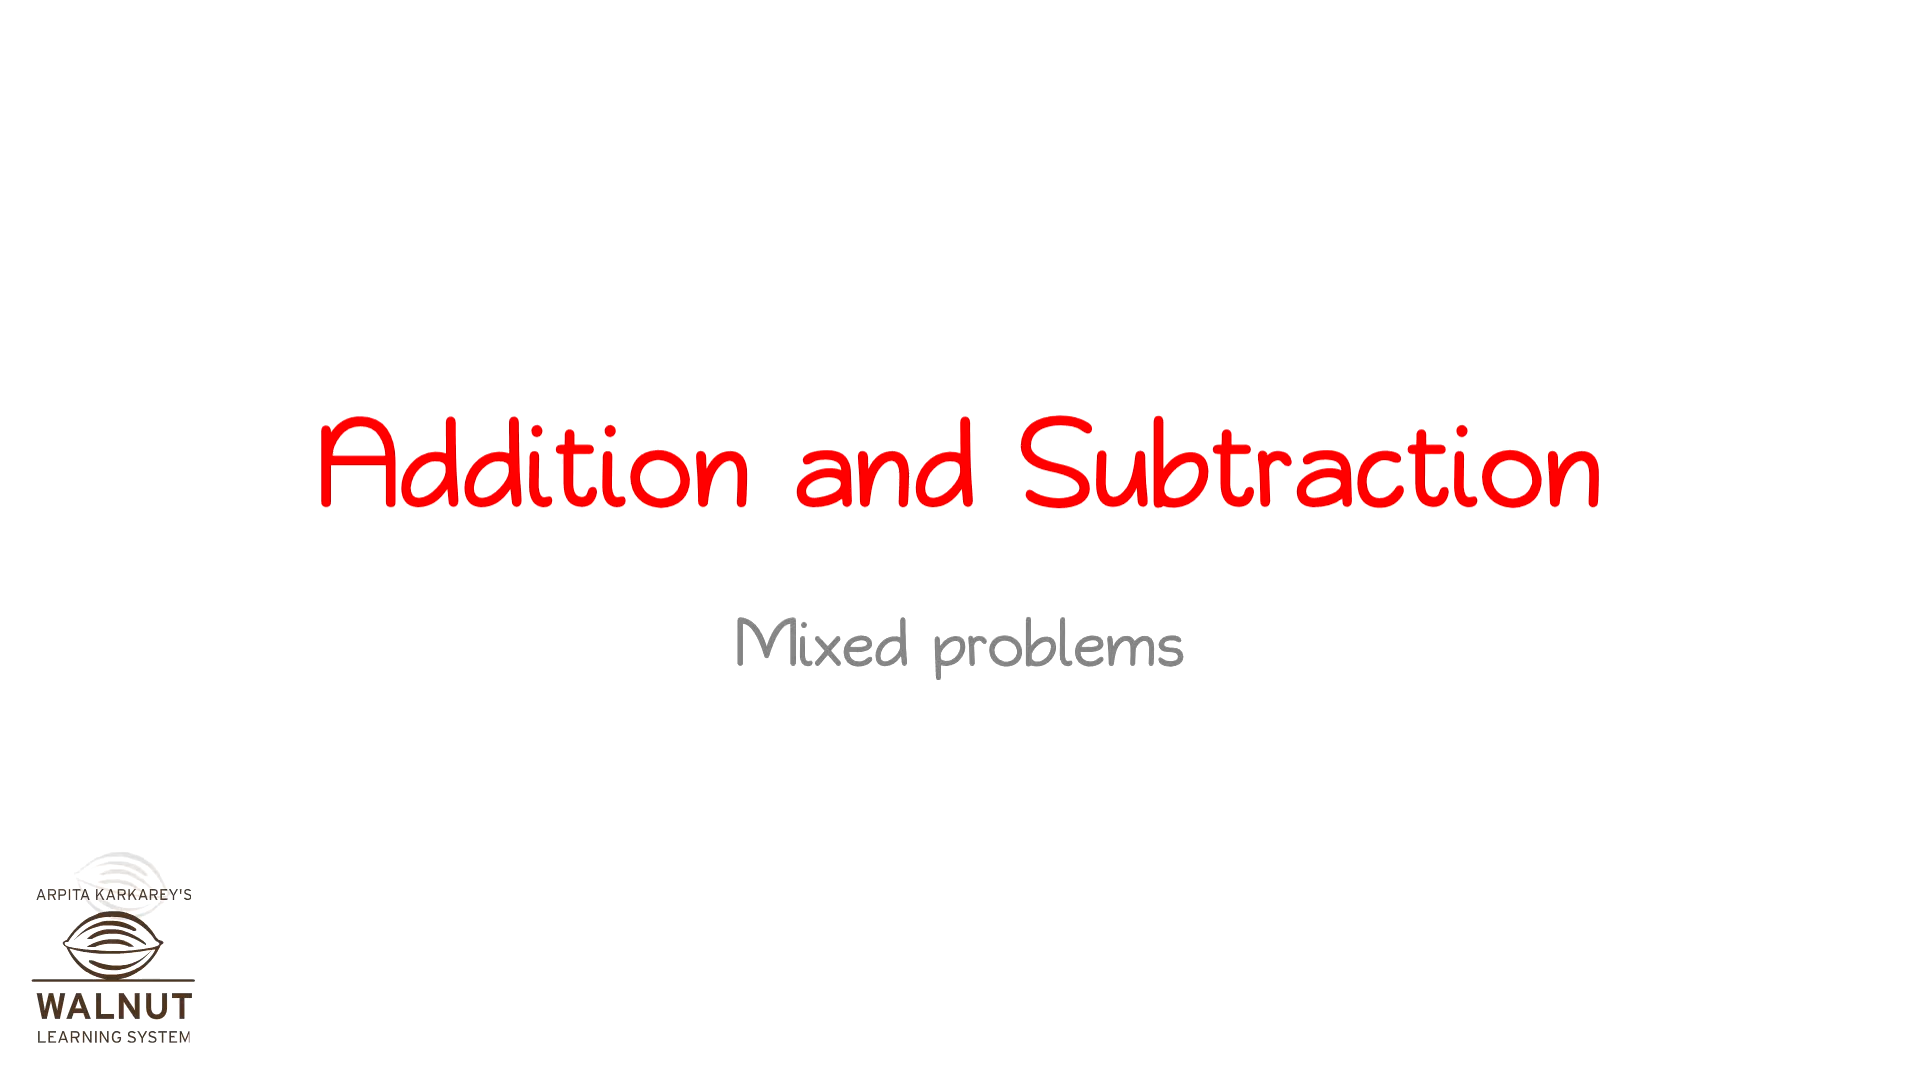 Addition and Subtraction
Mixed problems
ARPITA KARKAREY'S
WALNUT
LEARNING SYSTEM